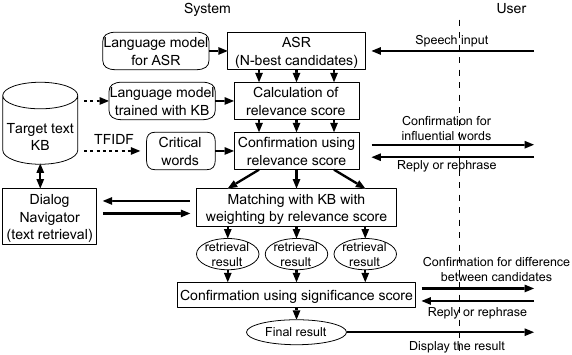 System
User
Language model
for ASR
ASR
(N-best candidates)
Speech input
Target text
KB
Language model
trained with KB
Calculation of
relevance score
TFIDF
Critical
words
Confirmation using
relevance score
Confirmation for
influential words
Reply or rephrase
Dialog
Navigator
(text retrieval)
Matching with KB with
weighting by relevance score
retrieval
result
retrieval
result
retrieval
result
Confirmation using significance score
Confirmation for difference
between candidates
Reply or rephrase
Final result
Display the result